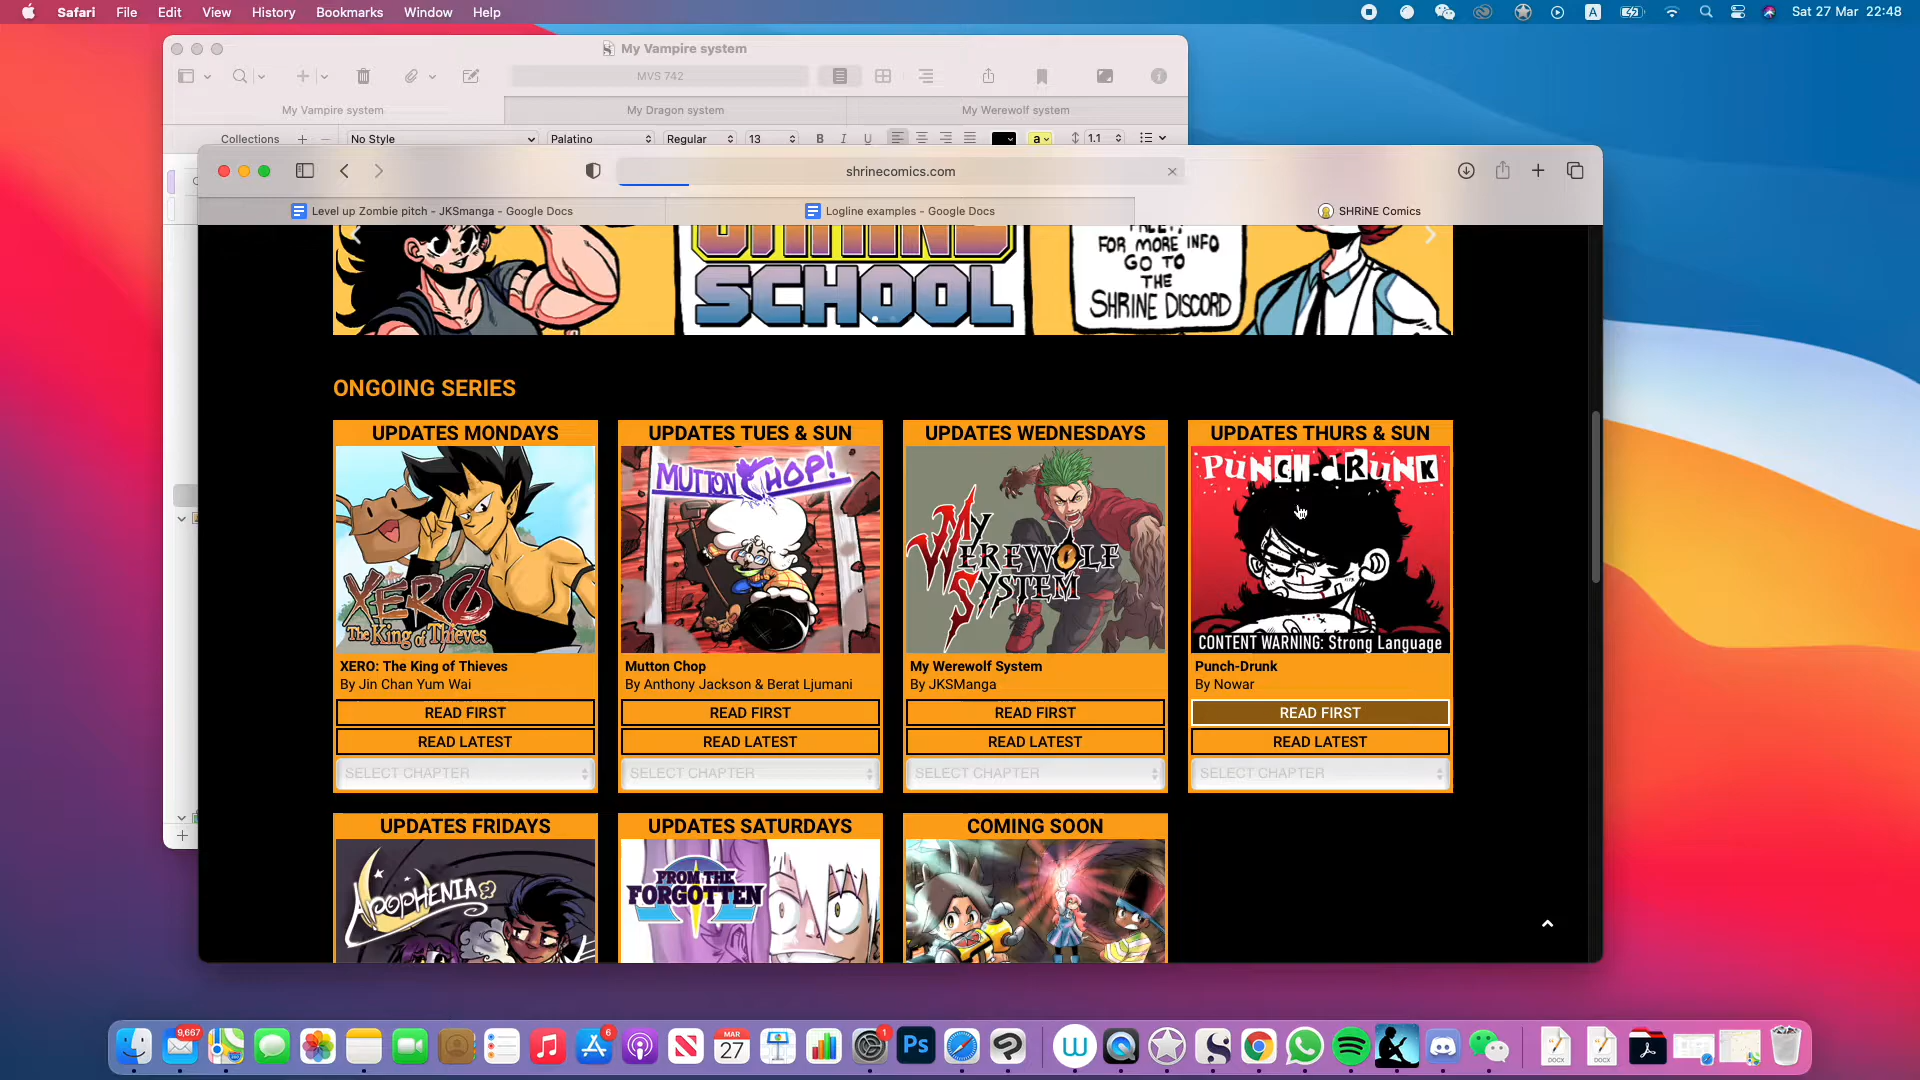 Safari File Edit View History Bookmarks Window Help
A
Sat 27 Mar 22:48
My Vampire system
MVS 742
My Vampire system
My Dragon system
My Werewolf system
Collections
No Style
Palatino
Regular
13
B I U
a
1.1
shrinecomics.com
Level up Zombie pitch - JKSmanga - Google Docs
Logline examples - Google Docs
SHRiNE Comics
SCHOOL
FOR MORE INFO
GO TO
THE
SHRINE DISCORD
ONGOING SERIES
UPDATES MONDAYS
XERO
The King of Thieves
XERO: The King of Thieves
By Jin Chan Yum Wai
READ FIRST
READ LATEST
SELECT CHAPTER
UPDATES TUES & SUN
MUTTON CHOP!
Mutton Chop
By Anthony Jackson & Berat Ljumani
READ FIRST
READ LATEST
SELECT CHAPTER
UPDATES WEDNESDAYS
MY
WEREWOLF
SYSTEM
My Werewolf System
By JKSManga
READ FIRST
READ LATEST
SELECT CHAPTER
UPDATES THURS & SUN
PUNCH-dRUNK
CONTENT WARNING: Strong Language
Punch-Drunk
By Nowar
READ FIRST
READ LATEST
SELECT CHAPTER
UPDATES FRIDAYS
APOPHENIA
UPDATES SATURDAYS
FROM THE
FORGOTTEN
COMING SOON
9,667
6
MAR
27
1
Ps
DOCX
DOCX